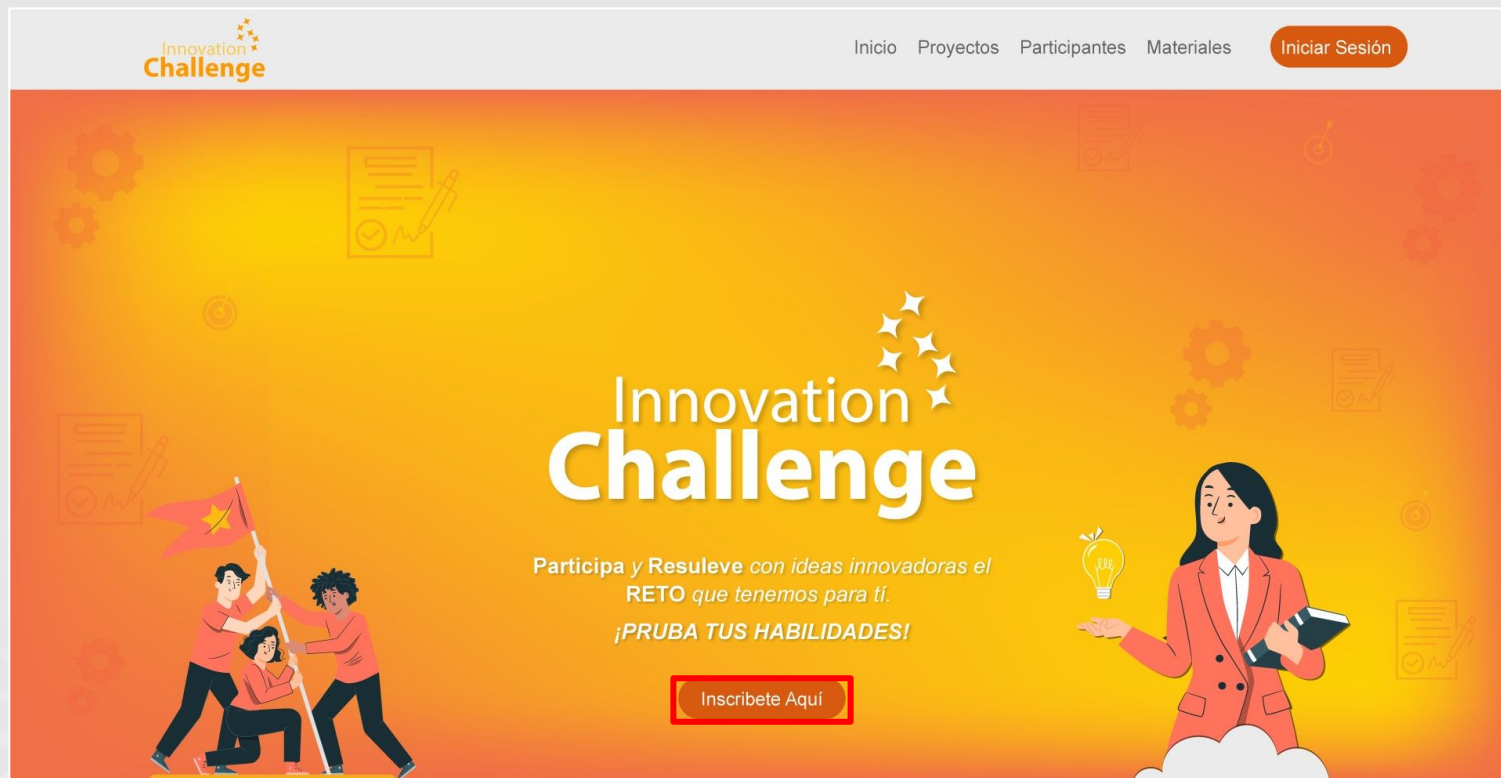 Innovation
Challenge
Inicio Proyectos Participantes Materiales Iniciar Sesión
Innovation
Challenge
Participa y Resuleve con ideas innovadoras el
RETO que tenemos para tí.
¡PRUBA TUS HABILIDADES!
Inscribete Aquí